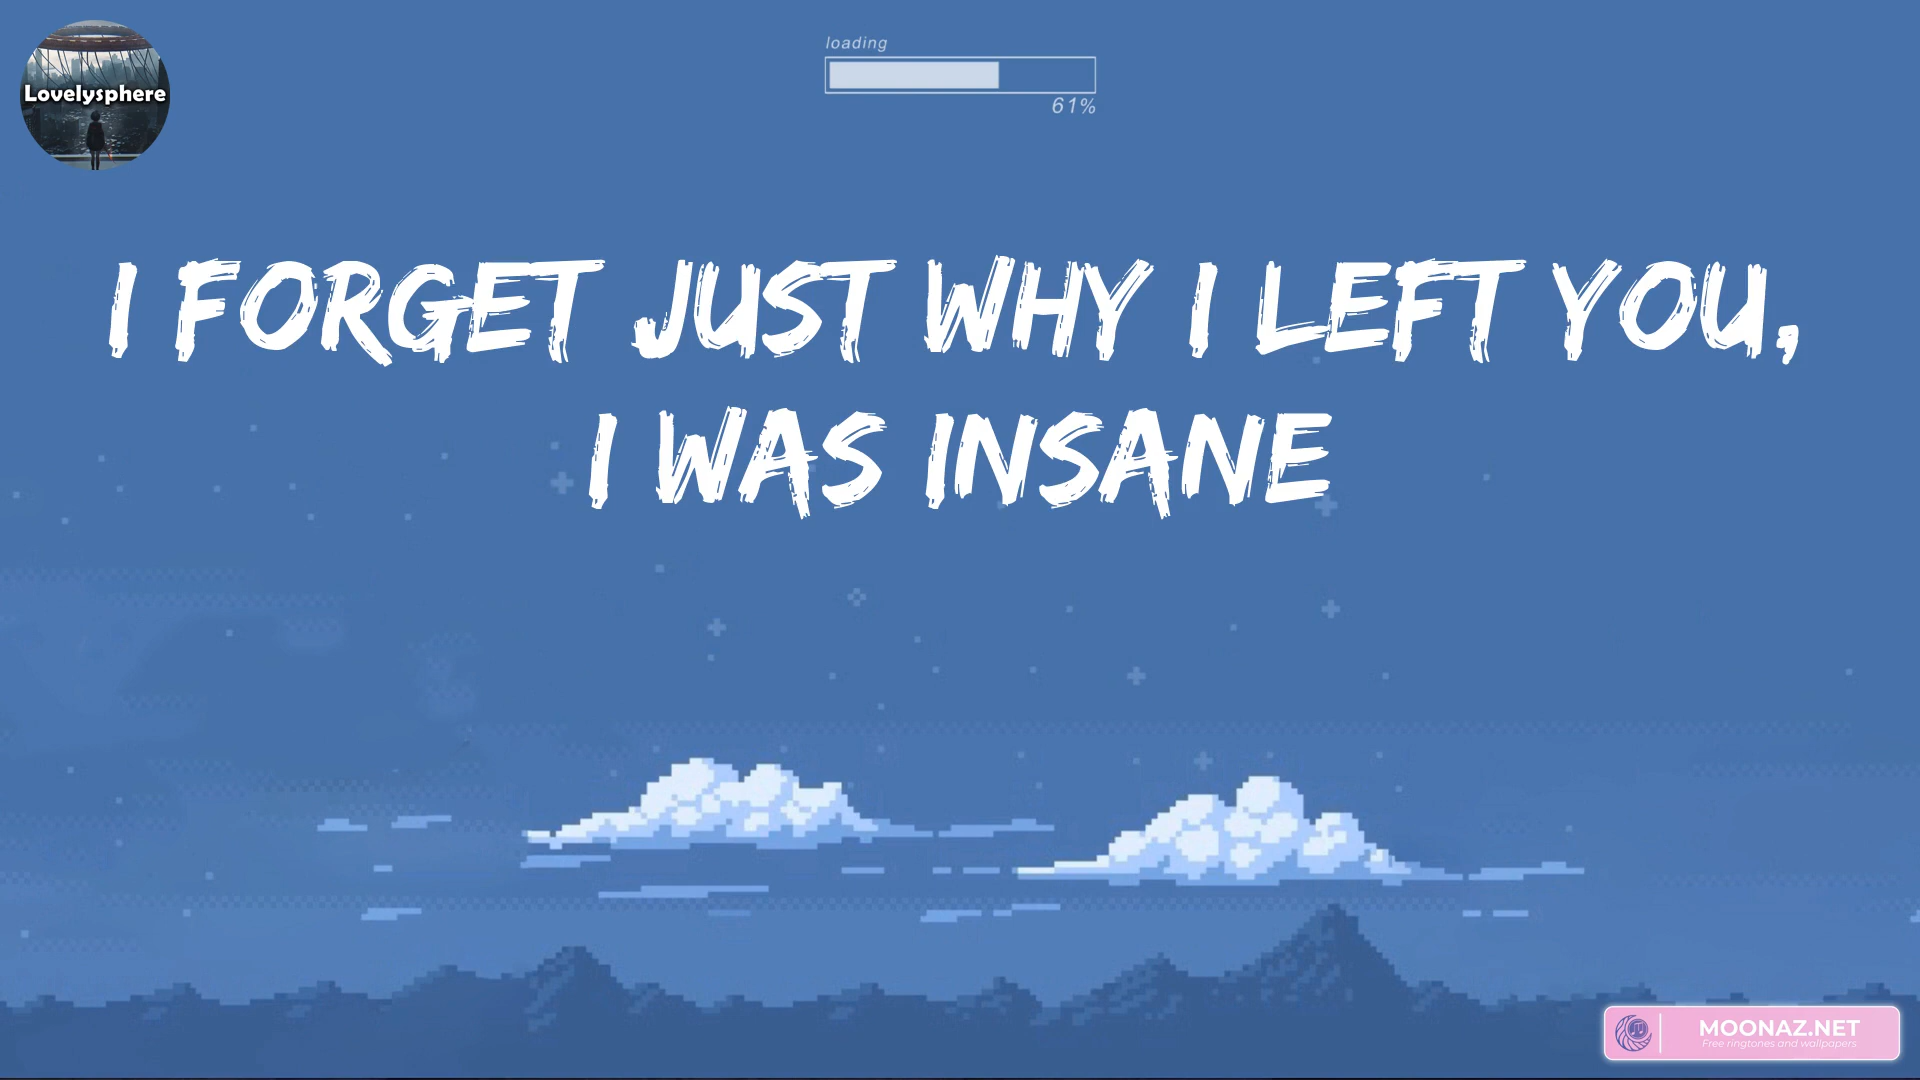 Lovelysphere
loading
61%
I FORGET JUST WHY I LEFT YOU,
I WAS INSANE
MOONAZ.NET
Free ringtones and wallpapers